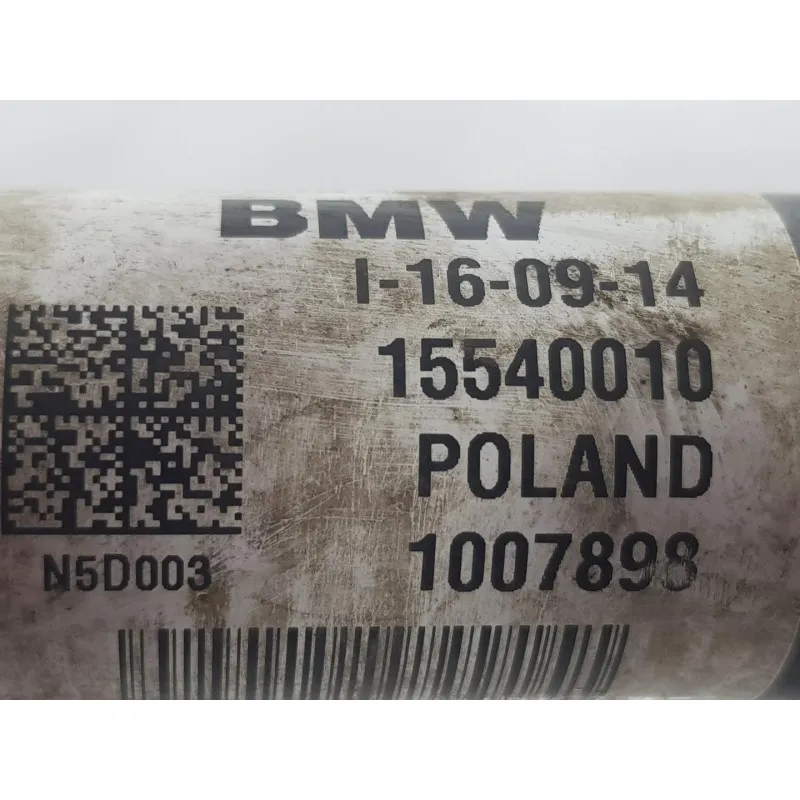 BMW
I-16-09-14
15540010
POLAND
N5D003
1007898